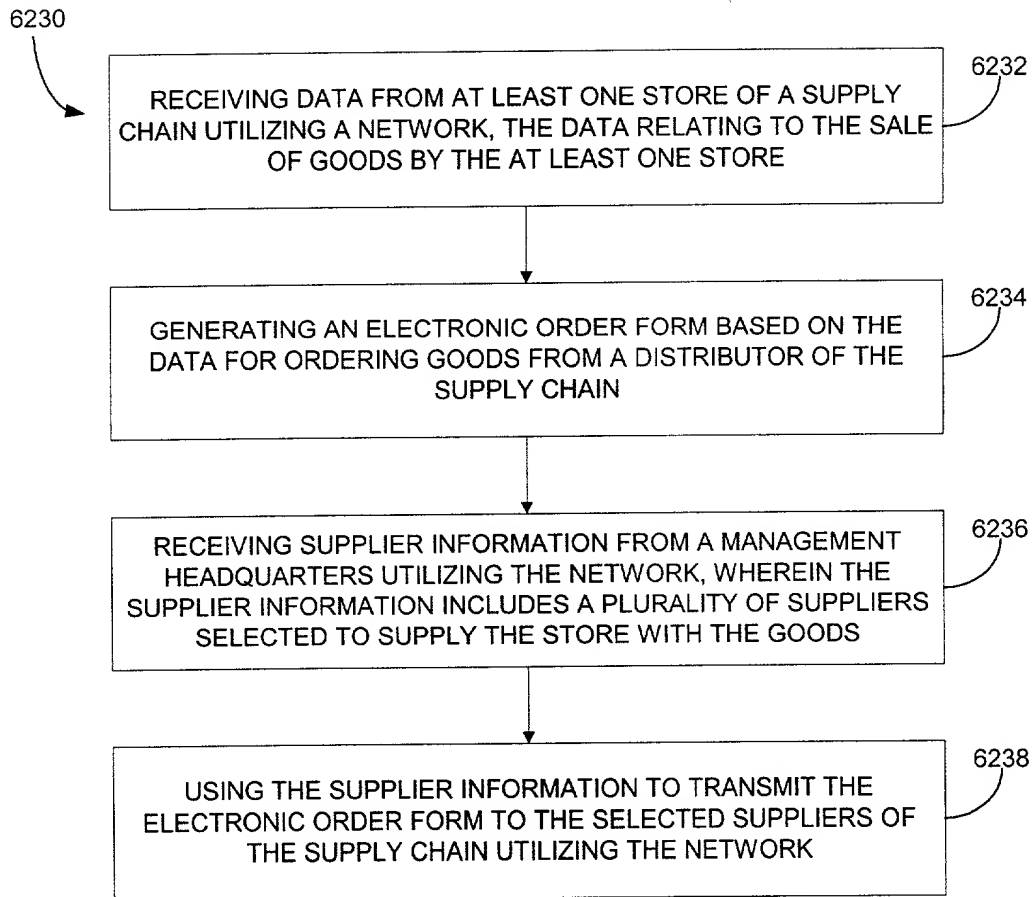 6230
6232
RECEIVING DATA FROM AT LEAST ONE STORE OF A SUPPLY
CHAIN UTILIZING A NETWORK, THE DATA RELATING TO THE SALE
OF GOODS BY THE AT LEAST ONE STORE
6234
GENERATING AN ELECTRONIC ORDER FORM BASED ON THE
DATA FOR ORDERING GOODS FROM A DISTRIBUTOR OF THE
SUPPLY CHAIN
6236
RECEIVING SUPPLIER INFORMATION FROM A MANAGEMENT
HEADQUARTERS UTILIZING THE NETWORK, WHEREIN THE
SUPPLIER INFORMATION INCLUDES A PLURALITY OF SUPPLIERS
SELECTED TO SUPPLY THE STORE WITH THE GOODS
6238
USING THE SUPPLIER INFORMATION TO TRANSMIT THE
ELECTRONIC ORDER FORM TO THE SELECTED SUPPLIERS OF
THE SUPPLY CHAIN UTILIZING THE NETWORK